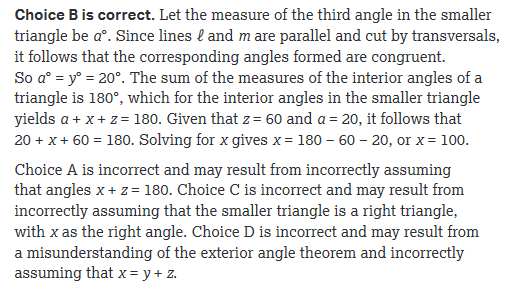 Choice B is correct. Let the measure of the third angle in the smaller
triangle be a°. Since lines ℓ and m are parallel and cut by transversals,
it follows that the corresponding angles formed are congruent.
So a° = y° = 20°. The sum of the measures of the interior angles of a
triangle is 180°, which for the interior angles in the smaller triangle
yields a + x + z = 180. Given that z = 60 and a = 20, it follows that
20 + x + 60 = 180. Solving for x gives x = 180 − 60 − 20, or x = 100.
Choice A is incorrect and may result from incorrectly assuming
that angles x + z = 180. Choice C is incorrect and may result from
incorrectly assuming that the smaller triangle is a right triangle,
with x as the right angle. Choice D is incorrect and may result from
a misunderstanding of the exterior angle theorem and incorrectly
assuming that x = y + z.